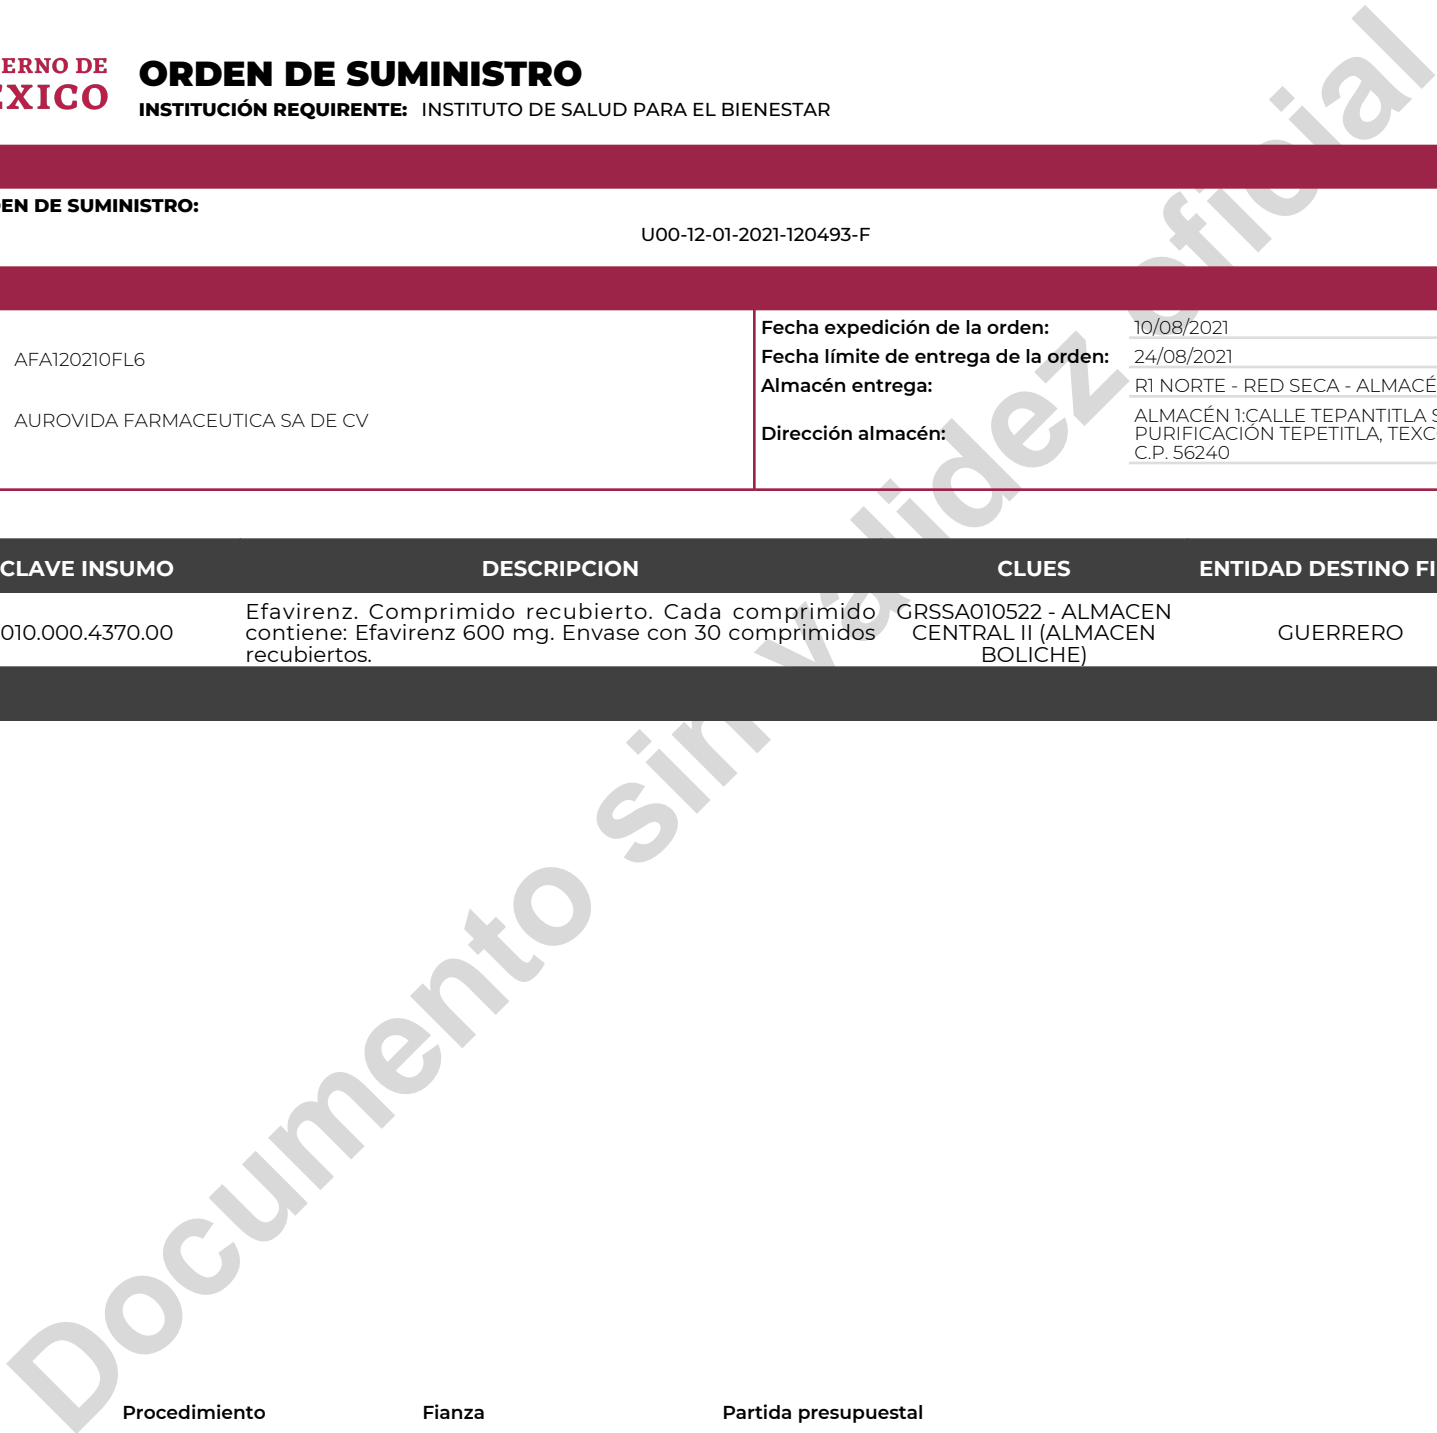 ERNO DE
EXICO
ORDEN DE SUMINISTRO
INSTITUCIÓN REQUIRENTE: INSTITUTO DE SALUD PARA EL BIENESTAR
EN DE SUMINISTRO:
U00-12-01-2021-120493-F
AFA120210FL6
AUROVIDA FARMACEUTICA SA DE CV
Fecha expedición de la orden: 10/08/2021
Fecha límite de entrega de la orden: 24/08/2021
Almacén entrega: R1 NORTE - RED SECA - ALMACÉ
Dirección almacén: ALMACÉN 1:CALLE TEPANTITLA S
PURIFICACIÓN TEPETITLA, TEXC
C.P. 56240
CLAVE INSUMO DESCRIPCION CLUES ENTIDAD DESTINO FI
010.000.4370.00
Efavirenz. Comprimido recubierto. Cada comprimido
contiene: Efavirenz 600 mg. Envase con 30 comprimidos
recubiertos.
GRSSA010522 - ALMACEN
CENTRAL II (ALMACEN
BOLICHE)
GUERRERO
Documento sin validez oficial
Procedimiento Fianza Partida presupuestal